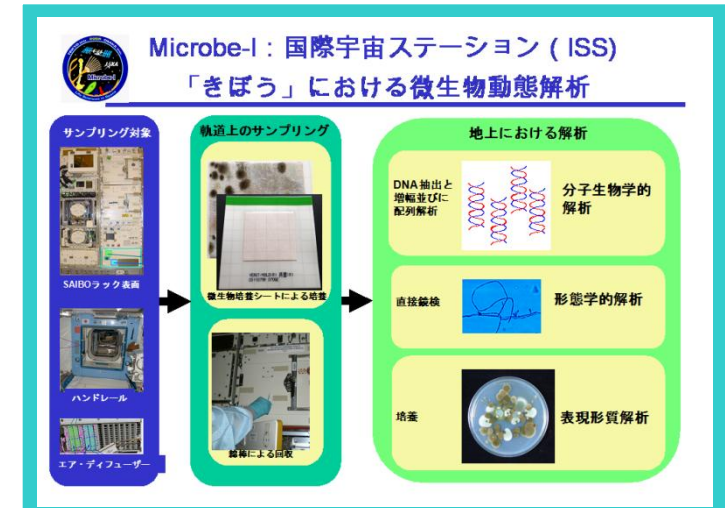 Microbe-I：国際宇宙ステーション ( ISS)
「きぼう」における微生物動態解析
サンプリング対象
SAIBOラック表面
ハンドレール
エア・ディフューザー
軌道上のサンプリング
微生物培養シートによる培養
綿棒による回収
地上における解析
DNA 抽出と
増幅並びに
配列解析
分子生物学的
解析
直接鏡検
形態学的解析
培養
表現形質解析